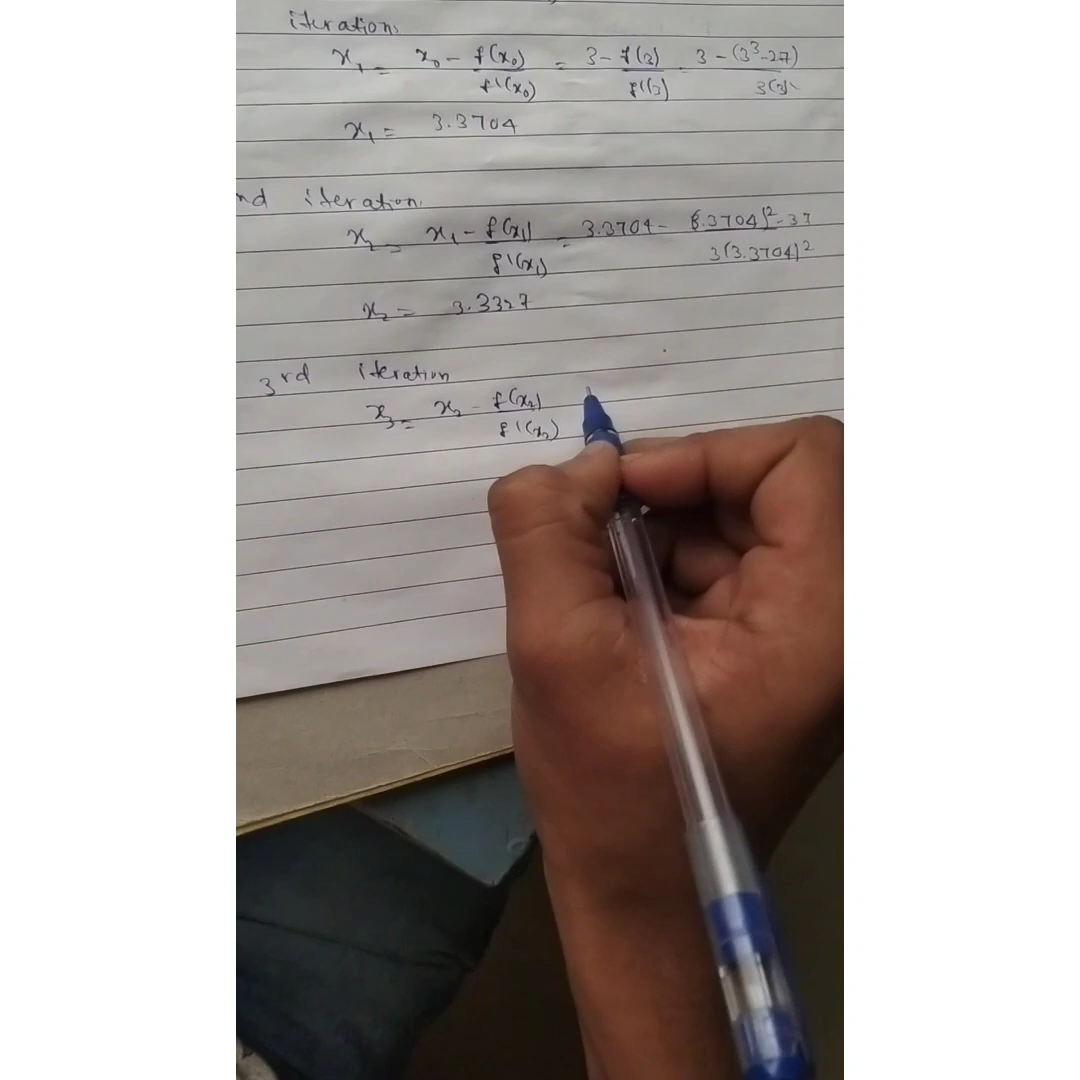 iteration,
x₁ = x₀ - f(x₀)/f'(x₀) = 3 - f(3)/f'(3) = 3 - (3³-27)/3(3)²
x₁ = 3.3704
nd iteration,
x₂ = x₁ - f(x₁)/f'(x₁) = 3.3704 - (3.3704)²-37/3(3.3704)²
x₂ = 3.3327
3rd iteration
x₃ = x₂ - f(x₂)/f'(x₂)